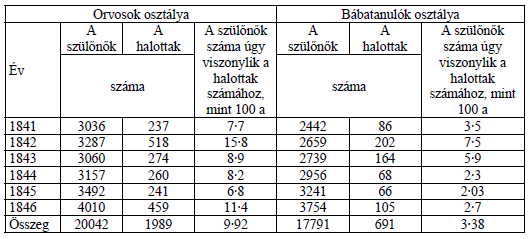 Orvosok osztálya Bábatanulók osztálya
Év A szülőnők A halottak A szülőnők száma úgy viszonylik a halottak számához, mint 100 a A szülőnők A halottak A szülőnők száma úgy viszonylik a halottak számához, mint 100 a
száma száma
1841 3036 237 7·7 2442 86 3·5
1842 3287 518 15·8 2659 202 7·5
1843 3060 274 8·9 2739 164 5·9
1844 3157 260 8·2 2956 68 2·3
1845 3492 241 6·8 3241 66 2·03
1846 4010 459 11·4 3754 105 2·7
Összeg 20042 1989 9·92 17791 691 3·38